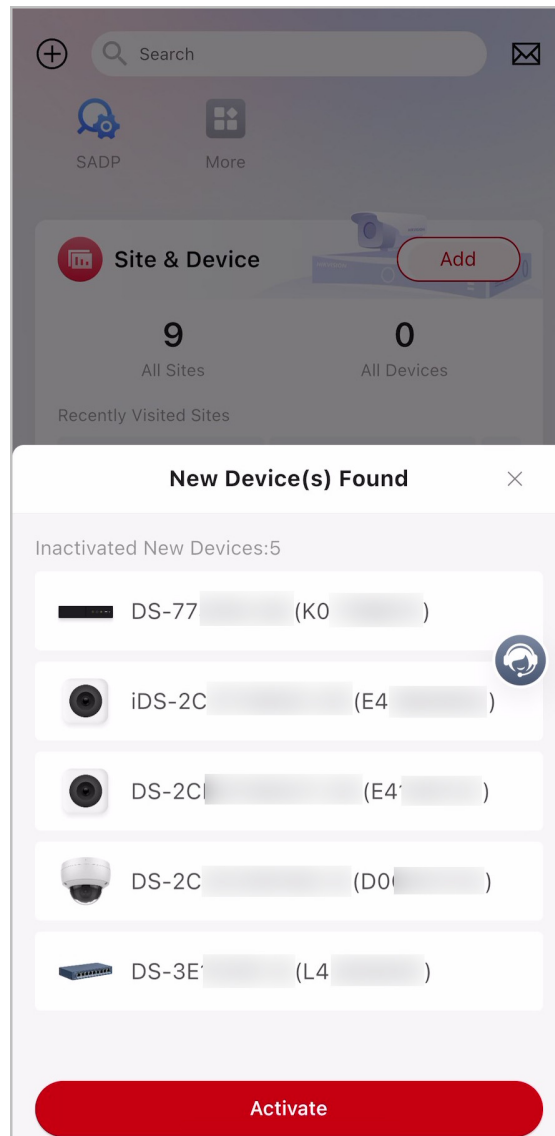 Search
SADP
More
Site & Device
Add
9
0
All Sites
All Devices
Recently Visited Sites
New Device(s) Found
Inactivated New Devices:5
DS-77 (K0 )
iDS-2C (E4 )
DS-2C (E4 )
DS-2C (D0 )
DS-3E (L4 )
Activate